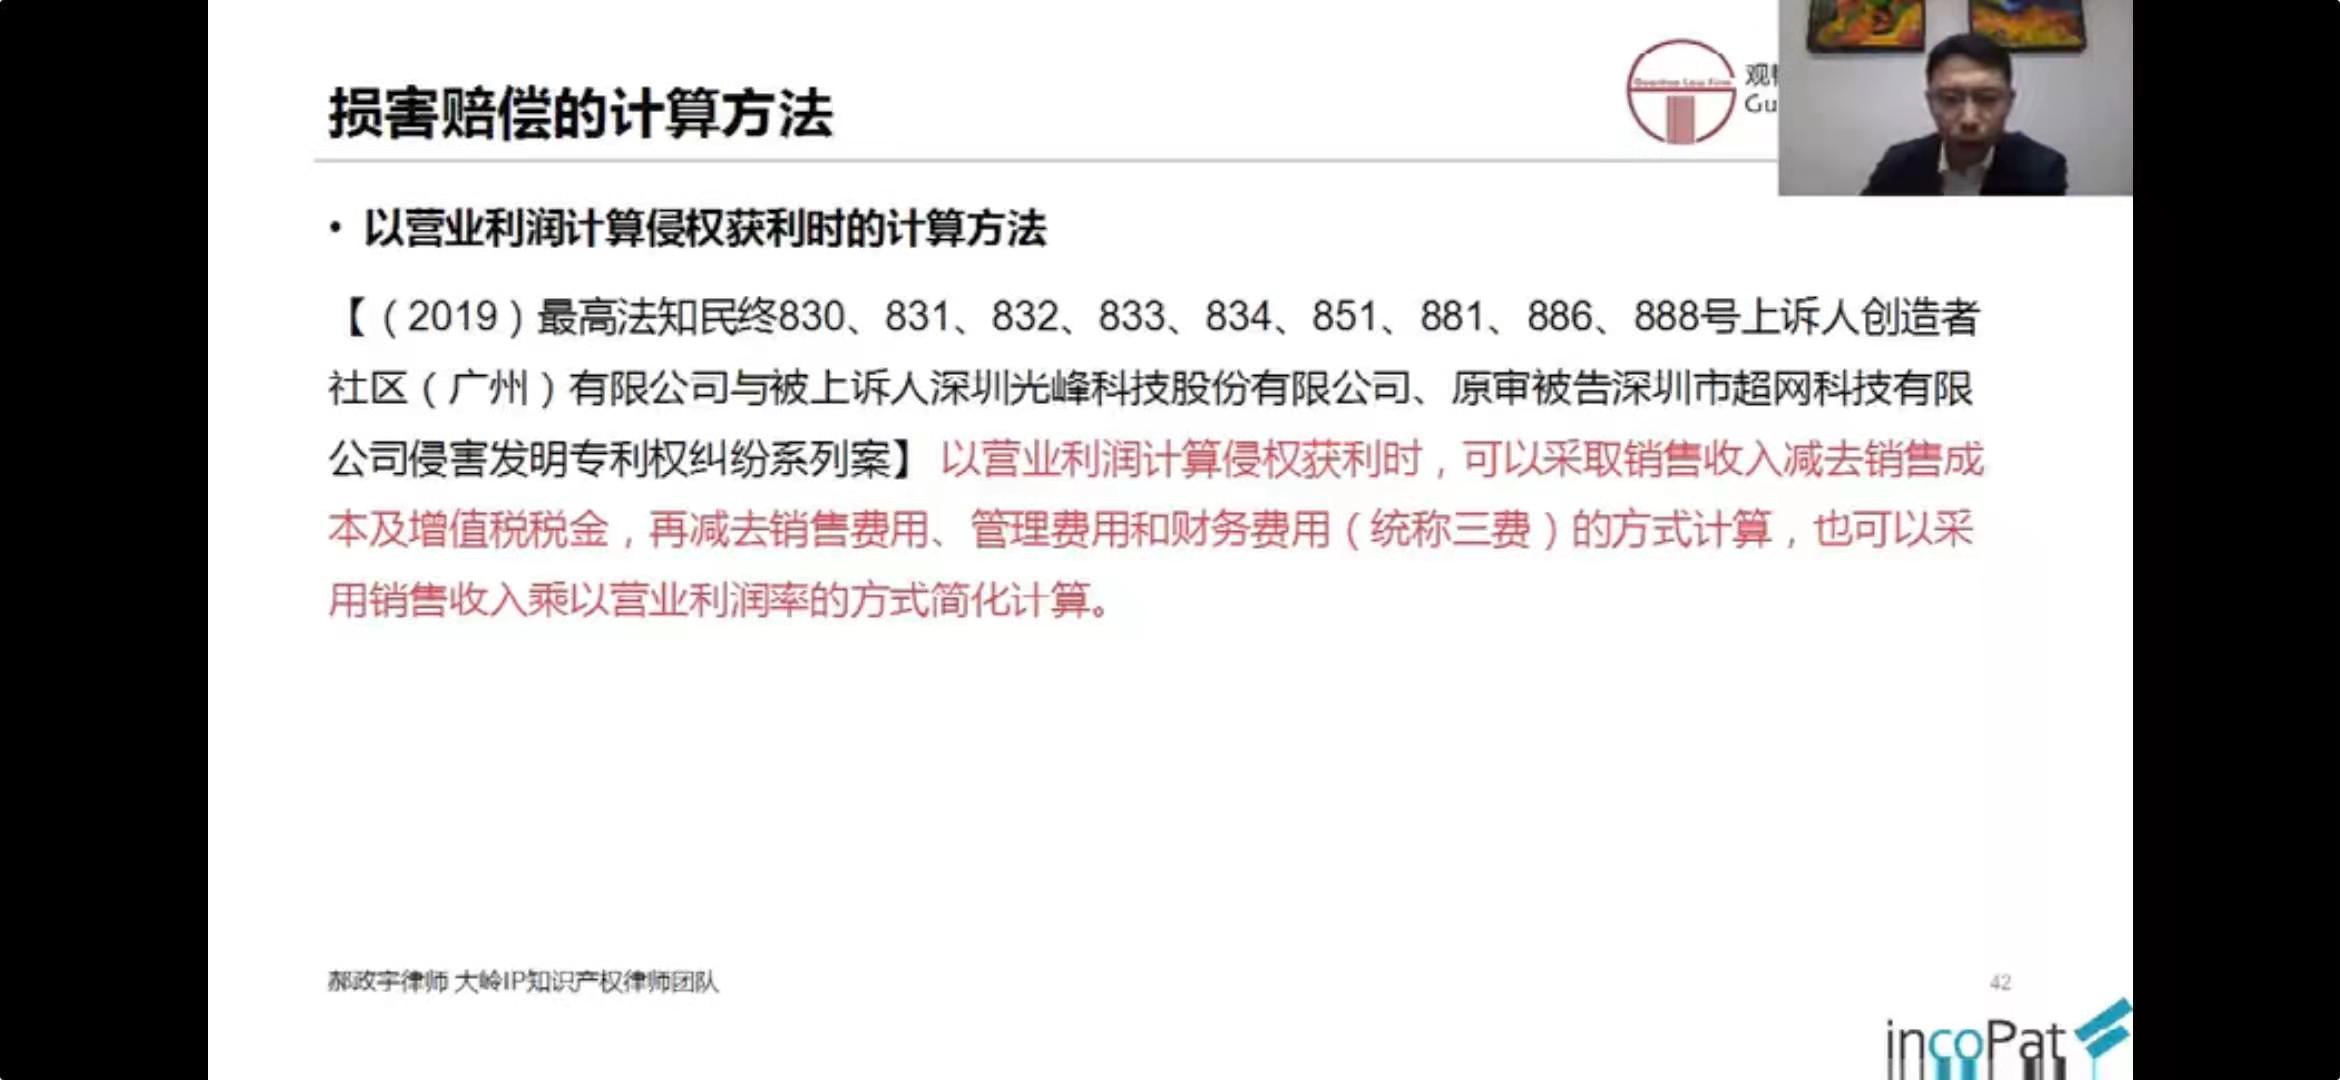 损害赔偿的计算方法
Guantao Law Firm
观
Gu
• 以营业利润计算侵权获利时的计算方法
【（2019）最高法知民终830、831、832、833、834、851、881、886、888号上诉人创造者
社区（广州）有限公司与被上诉人深圳光峰科技股份有限公司、原审被告深圳市超网科技有限
公司侵害发明专利权纠纷系列案】以营业利润计算侵权获利时，可以采取销售收入减去销售成
本及增值税税金，再减去销售费用、管理费用和财务费用（统称三费）的方式计算，也可以采
用销售收入乘以营业利润率的方式简化计算。
郝政宇律师 大岭IP知识产权律师团队
42
incoPat